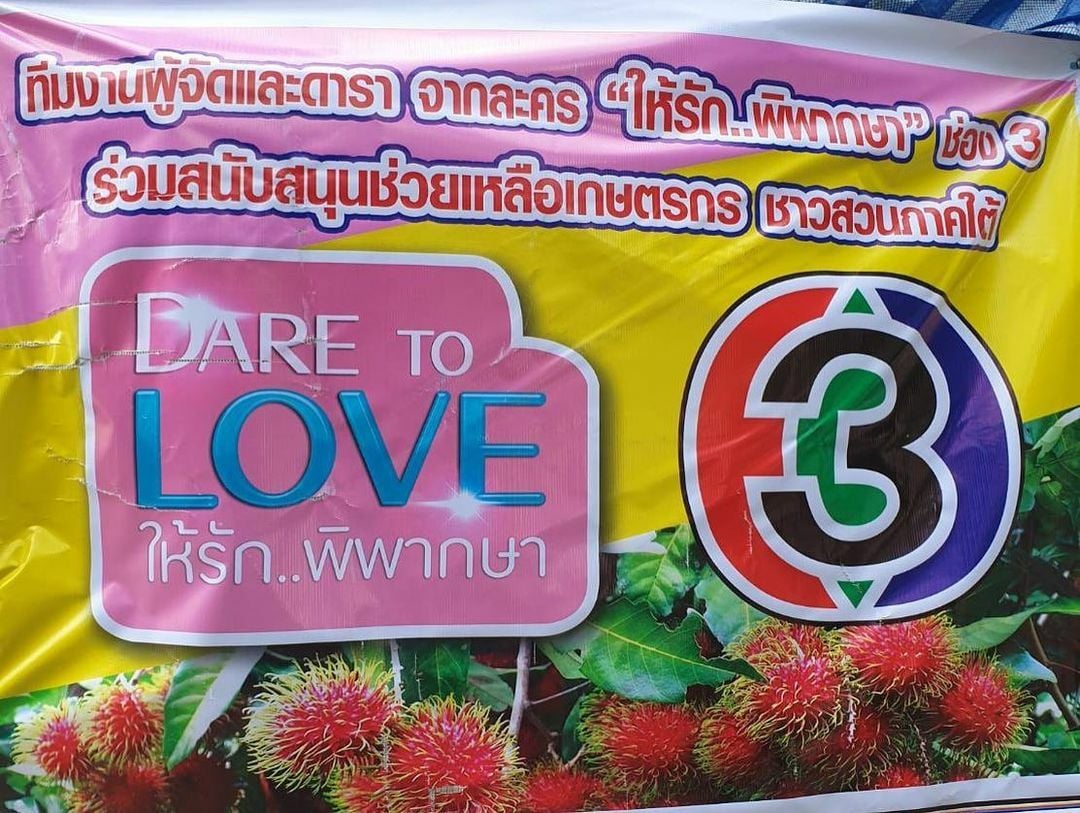 ทีมงานผู้จัดและดารา จากละคร “ให้รัก..พิพากษา” ช่อง 3
ร่วมสนับสนุนช่วยเหลือเกษตรกร ชาวสวนภาคใต้
DARE TO
LOVE
ให้รัก..พิพากษา
3